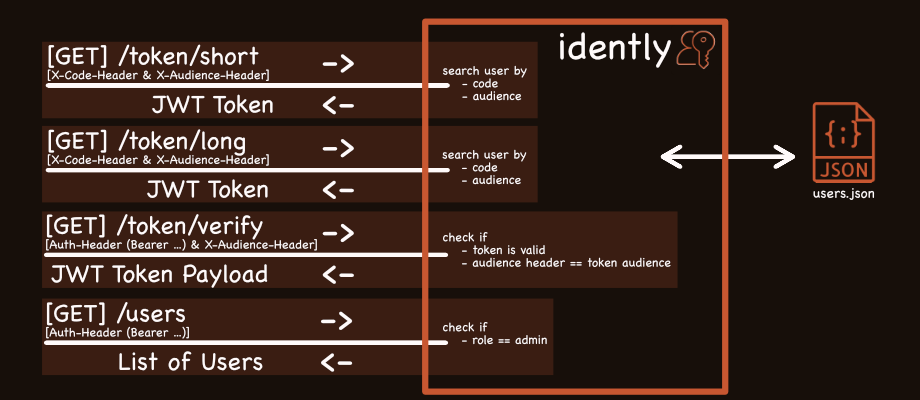 idently
[GET] /token/short ->
[X-Code-Header & X-Audience-Header]
JWT Token <-
search user by
- code
- audience
[GET] /token/long ->
[X-Code-Header & X-Audience-Header]
JWT Token <-
search user by
- code
- audience
[GET] /token/verify ->
[Auth-Header (Bearer ...) & X-Audience-Header]
JWT Token Payload <-
check if
- token is valid
- audience header == token audience
[GET] /users ->
[Auth-Header (Bearer ...)]
List of Users <-
check if
- role == admin
{;}
JSON
users.json